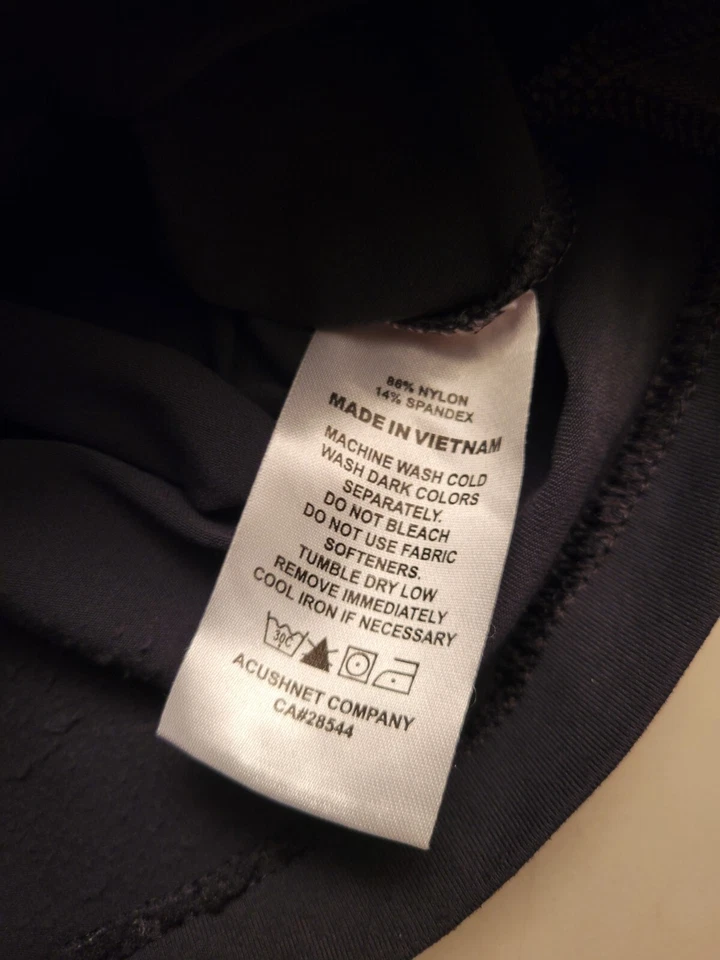 86% NYLON
14% SPANDEX
MADE IN VIETNAM
MACHINE WASH COLD
WASH DARK COLORS
SEPARATELY.
DO NOT BLEACH
DO NOT USE FABRIC
SOFTENERS.
TUMBLE DRY LOW
REMOVE IMMEDIATELY
COOL IRON IF NECESSARY
30C
ACUSHNET COMPANY
CA#28544